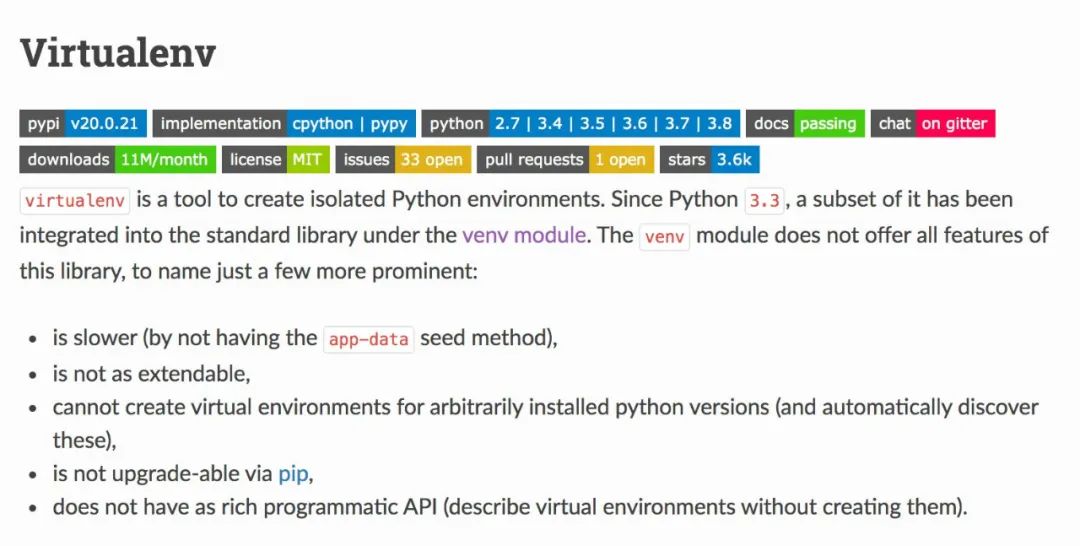 Virtualenv
pypi v20.0.21 implementation cpython | pypy python 2.7 | 3.4 | 3.5 | 3.6 | 3.7 | 3.8 docs passing chat on gitter
downloads 11M/month license MIT issues 33 open pull requests 1 open stars 3.6k
virtualenv is a tool to create isolated Python environments. Since Python 3.3, a subset of it has been
integrated into the standard library under the venv module. The venv module does not offer all features of
this library, to name just a few more prominent:
• is slower (by not having the app-data seed method),
• is not as extendable,
• cannot create virtual environments for arbitrarily installed python versions (and automatically discover
these),
• is not upgrade-able via pip,
• does not have as rich programmatic API (describe virtual environments without creating them).